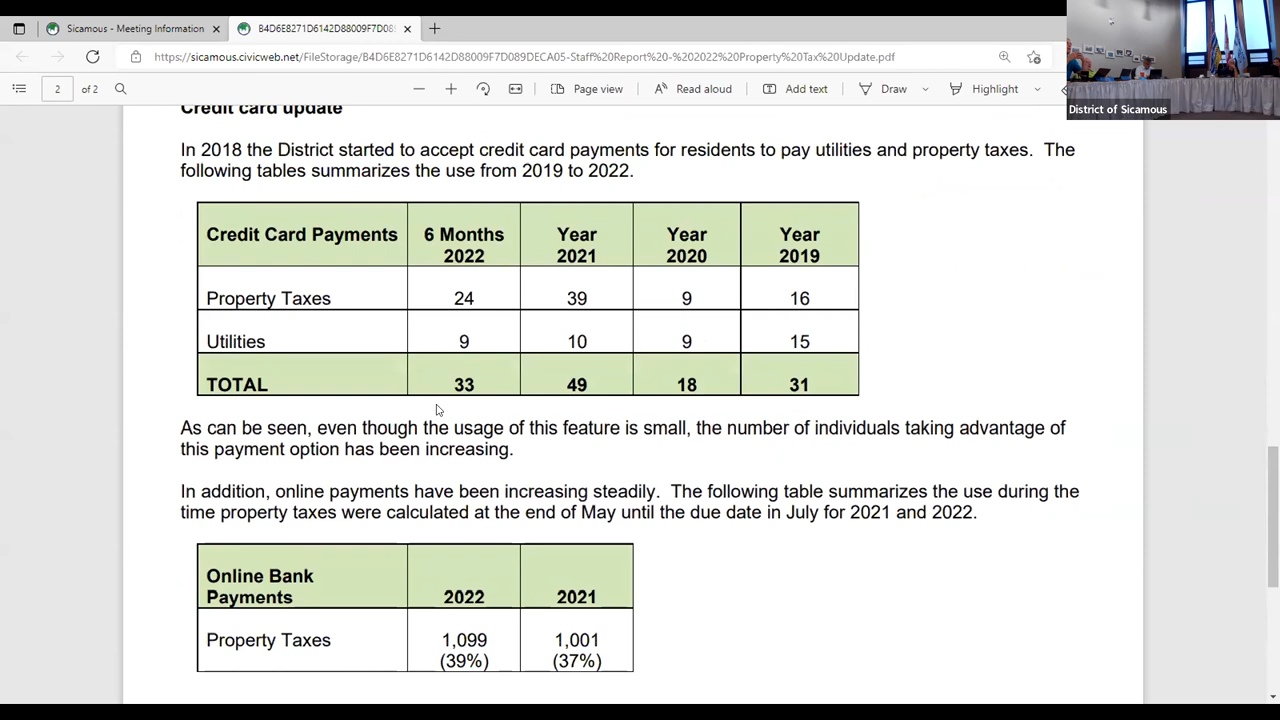 Sicamous - Meeting Information
B4D6E8271D6142D88009F7D089
https://sicamous.civicweb.net/FileStorage/B4D6E8271D6142D88009F7D089DECA05-Staff%20Report%20-%202022%20Property%20Tax%20Update.pdf
2 of 2
Page view
Read aloud
Add text
Draw
Highlight
District of Sicamous
Credit card update
In 2018 the District started to accept credit card payments for residents to pay utilities and property taxes. The
following tables summarizes the use from 2019 to 2022.
Credit Card Payments 6 Months 2022 Year 2021 Year 2020 Year 2019
Property Taxes 24 39 9 16
Utilities 9 10 9 15
TOTAL 33 49 18 31
As can be seen, even though the usage of this feature is small, the number of individuals taking advantage of
this payment option has been increasing.
In addition, online payments have been increasing steadily. The following table summarizes the use during the
time property taxes were calculated at the end of May until the due date in July for 2021 and 2022.
Online Bank
Payments 2022 2021
Property Taxes 1,099 1,001
(39%) (37%)